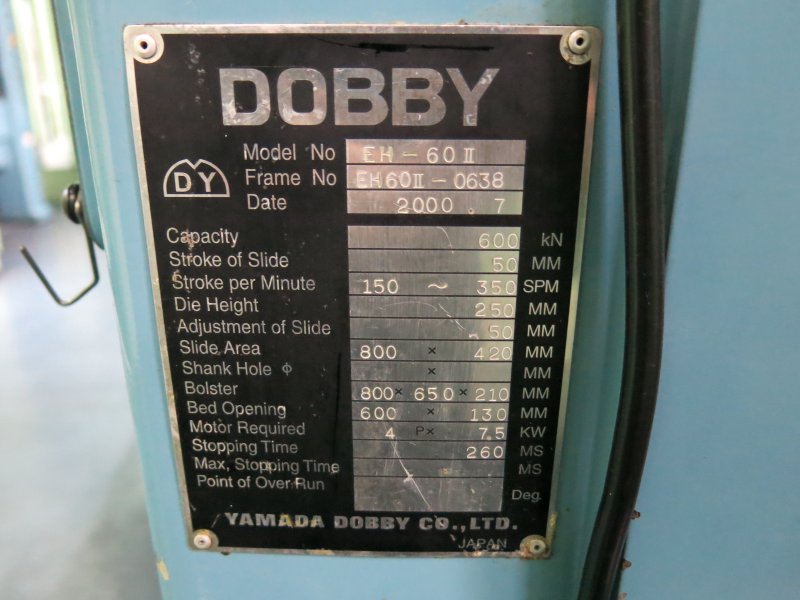 DOBBY
DY
Model No EH-60Ⅱ
Frame No EH60Ⅱ-0638
Date 2000.7
Capacity 600 kN
Stroke of Slide 50 MM
Stroke per Minute 150 ~ 350 SPM
Die Height 250 MM
Adjustment of Slide 50 MM
Slide Area 800 × 420 MM
Shank Hole ϕ × MM
Bolster 800 × 650 × 210 MM
Bed Opening 600 × 130 MM
Motor Required 4 P× 7.5 KW
Stopping Time 260 MS
Max, Stopping Time MS
Point of Over Run Deg.
YAMADA DOBBY CO.,LTD.
JAPAN